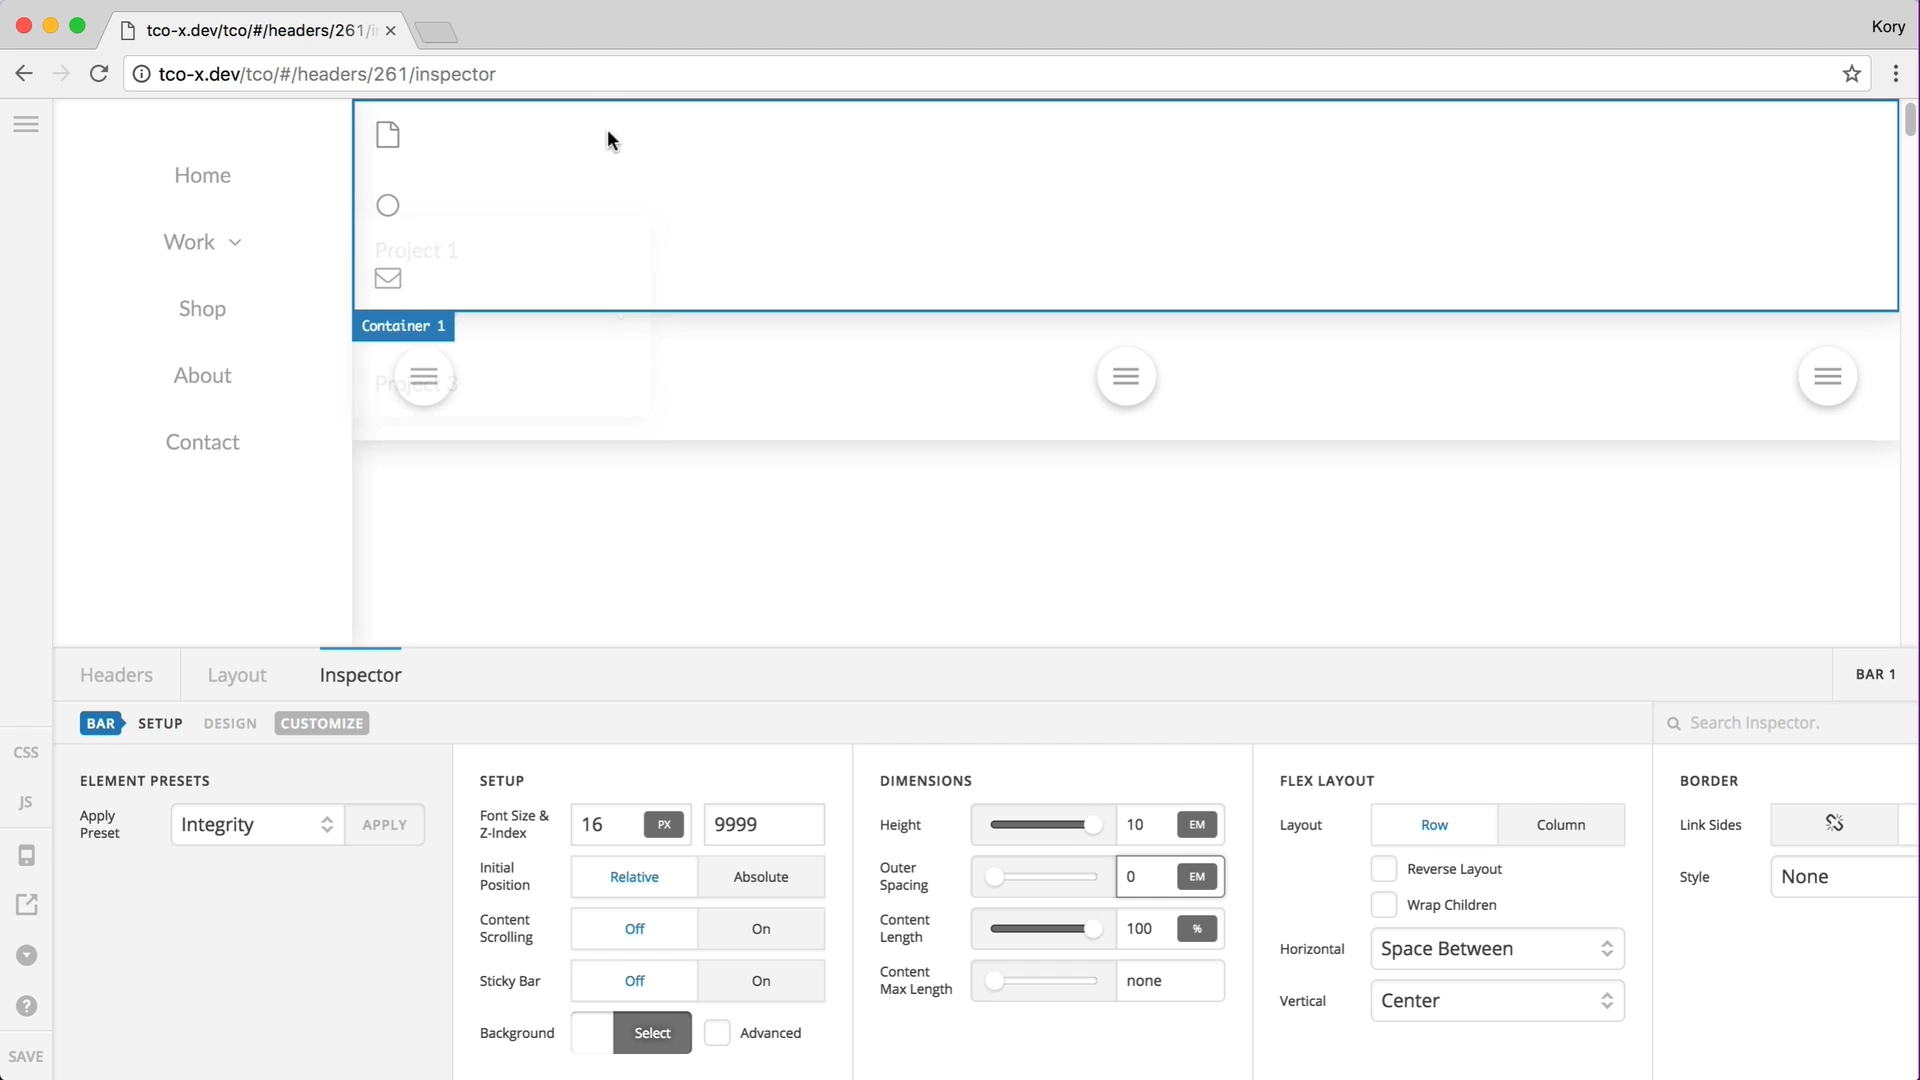 tco-x.dev/tco/#/headers/261/i
Kory
tco-x.dev/tco/#/headers/261/inspector
Home
Work
Shop
About
Contact
Project 1
Container 1
Project 3
Headers
Layout
Inspector
BAR 1
BAR
SETUP
DESIGN
CUSTOMIZE
Search Inspector.
CSS
JS
SAVE
ELEMENT PRESETS
Apply
Preset
Integrity
APPLY
SETUP
Font Size &
Z-Index
16
PX
9999
Initial
Position
Relative
Absolute
Content
Scrolling
Off
On
Sticky Bar
Off
On
Background
Select
Advanced
DIMENSIONS
Height
10
EM
Outer
Spacing
0
EM
Content
Length
100
%
Content
Max Length
none
FLEX LAYOUT
Layout
Row
Column
Reverse Layout
Wrap Children
Horizontal
Space Between
Vertical
Center
BORDER
Link Sides
Style
None